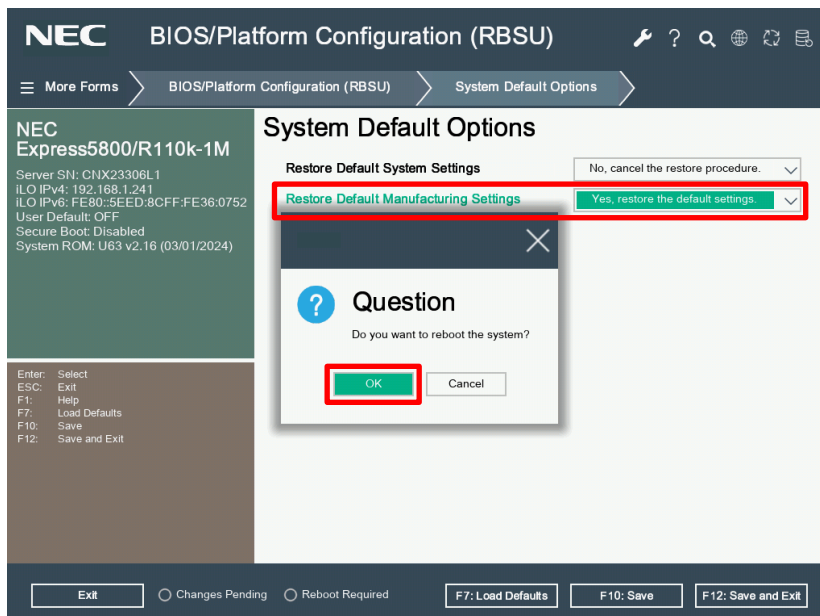 NEC BIOS/Platform Configuration (RBSU)
More Forms BIOS/Platform Configuration (RBSU) System Default Options
NEC
Express5800/R110k-1M
Server SN: CNX23306L1
iLO IPv4: 192.168.1.241
iLO IPv6: FE80::5EED:8CFF:FE36:0752
User Default: OFF
Secure Boot: Disabled
System ROM: U63 v2.16 (03/01/2024)
Enter: Select
ESC: Exit
F1: Help
F7: Load Defaults
F10: Save
F12: Save and Exit
System Default Options
Restore Default System Settings No, cancel the restore procedure.
Restore Default Manufacturing Settings Yes, restore the default settings.
Question
Do you want to reboot the system?
OK Cancel
Exit Changes Pending Reboot Required F7: Load Defaults F10: Save F12: Save and Exit